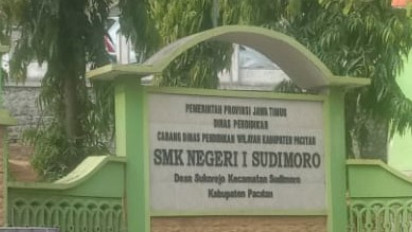 PEMERINTAH PROVINSI JAWA TIMUR
DINAS PENDIDIKAN
CABANG DINAS PENDIDIKAN WILAYAH KABUPATEN PACITAN
SMK NEGERI 1 SUDIMORO
Desa Sukorejo Kecamatan Sudimoro
Kabupaten Pacitan